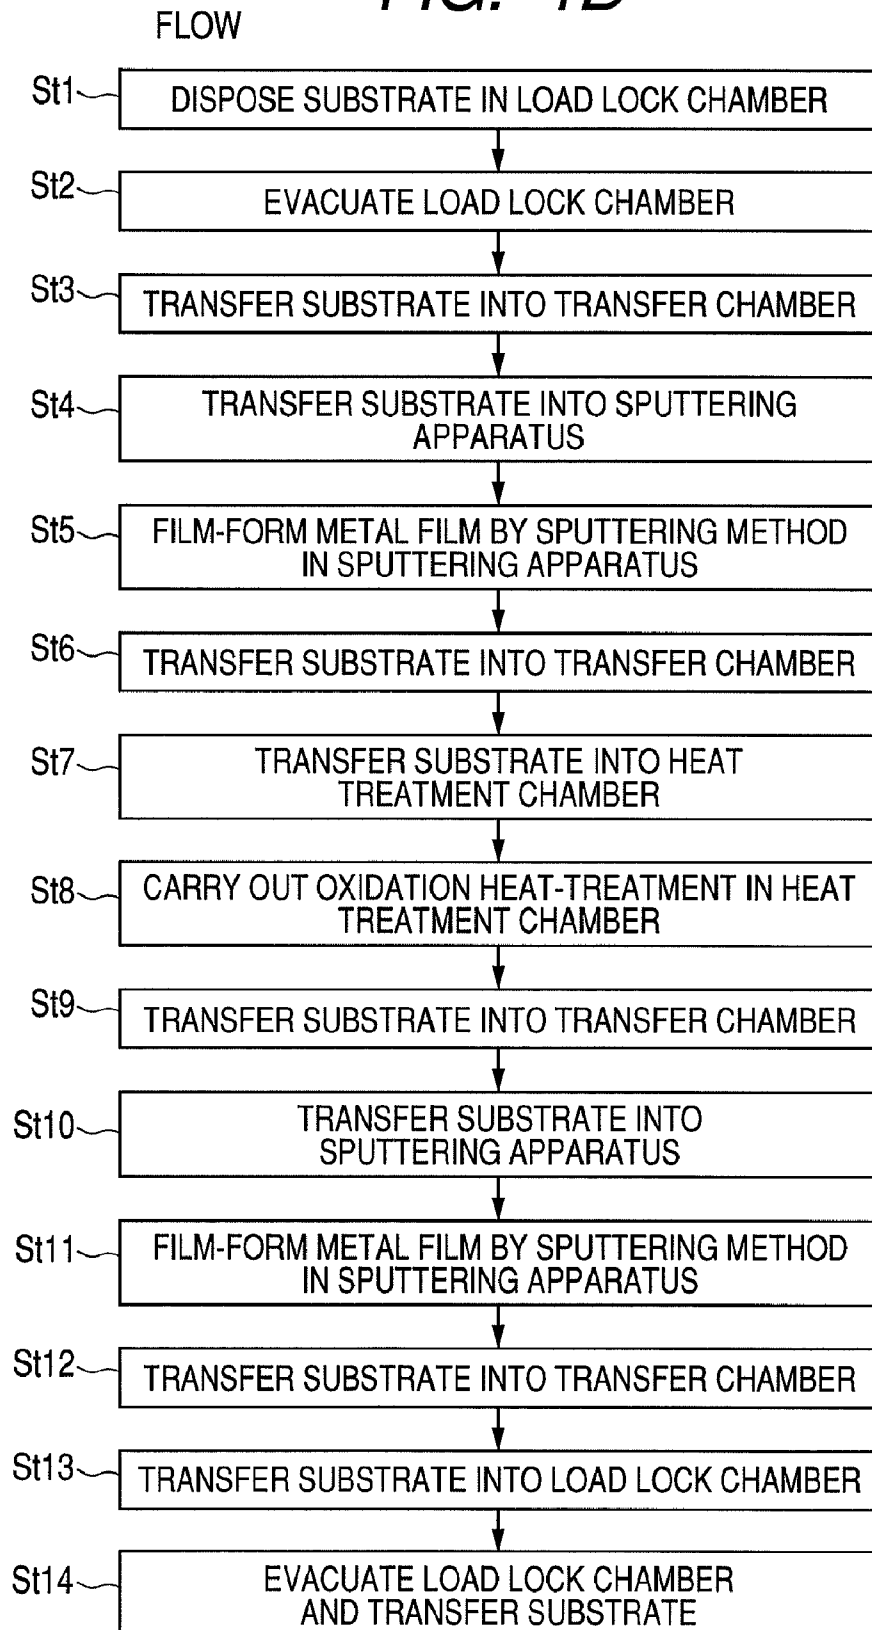 FLOW
St1 DISPOSE SUBSTRATE IN LOAD LOCK CHAMBER
St2 EVACUATE LOAD LOCK CHAMBER
St3 TRANSFER SUBSTRATE INTO TRANSFER CHAMBER
St4 TRANSFER SUBSTRATE INTO SPUTTERING
APPARATUS
St5 FILM-FORM METAL FILM BY SPUTTERING METHOD
IN SPUTTERING APPARATUS
St6 TRANSFER SUBSTRATE INTO TRANSFER CHAMBER
St7 TRANSFER SUBSTRATE INTO HEAT
TREATMENT CHAMBER
St8 CARRY OUT OXIDATION HEAT-TREATMENT IN HEAT
TREATMENT CHAMBER
St9 TRANSFER SUBSTRATE INTO TRANSFER CHAMBER
St10 TRANSFER SUBSTRATE INTO
SPUTTERING APPARATUS
St11 FILM-FORM METAL FILM BY SPUTTERING METHOD
IN SPUTTERING APPARATUS
St12 TRANSFER SUBSTRATE INTO TRANSFER CHAMBER
St13 TRANSFER SUBSTRATE INTO LOAD LOCK CHAMBER
St14 EVACUATE LOAD LOCK CHAMBER
AND TRANSFER SUBSTRATE